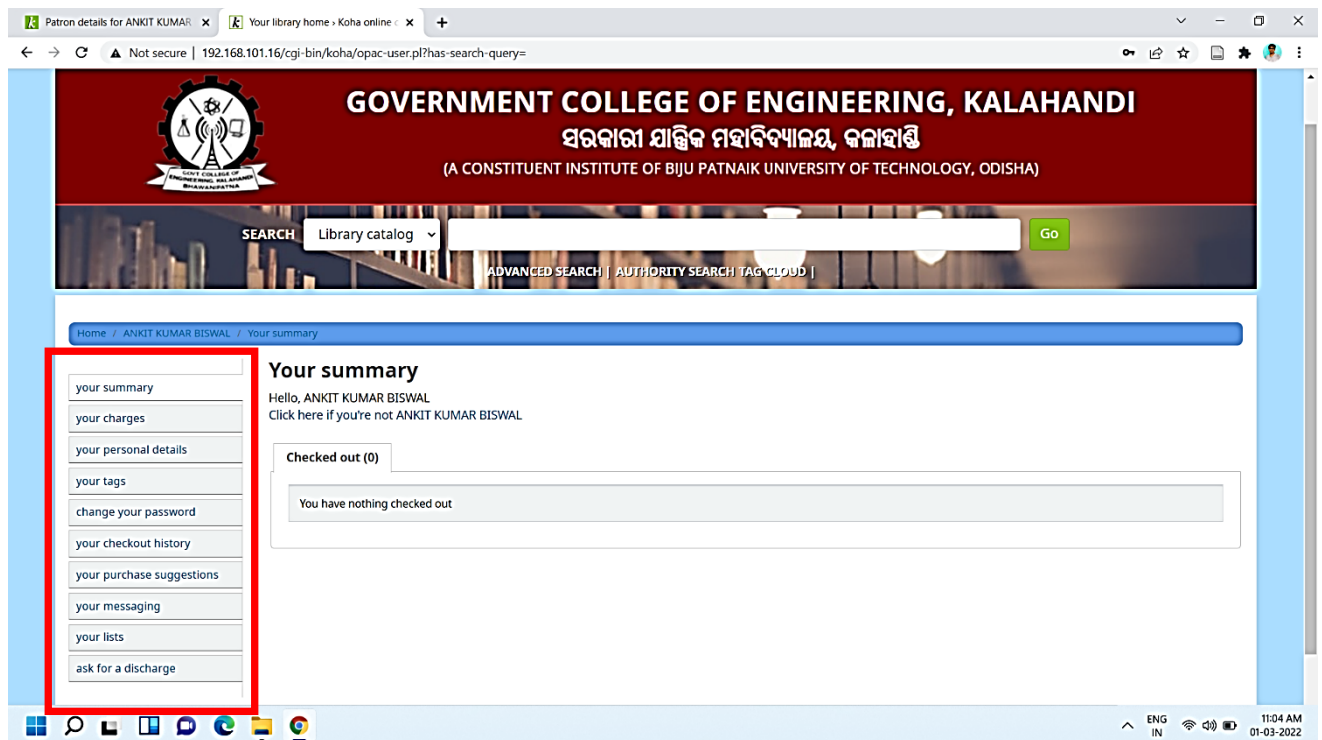 Patron details for ANKIT KUMAR
Your library home › Koha online c
Not secure | 192.168.101.16/cgi-bin/koha/opac-user.pl?has-search-query=
GOVERNMENT COLLEGE OF ENGINEERING, KALAHANDI
ସରକାରୀ ଯାନ୍ତ୍ରିକ ମହାବିଦ୍ୟାଳୟ, କଳାହାଣ୍ଡି
(A CONSTITUENT INSTITUTE OF BIJU PATNAIK UNIVERSITY OF TECHNOLOGY, ODISHA)
GOVT COLLEGE OF
ENGINEERING, KALAHANDI
BHAWANIPATNA
SEARCH Library catalog Go
ADVANCED SEARCH | AUTHORITY SEARCH TAG CLOUD |
Home / ANKIT KUMAR BISWAL / Your summary
your summary
your charges
your personal details
your tags
change your password
your checkout history
your purchase suggestions
your messaging
your lists
ask for a discharge
Your summary
Hello, ANKIT KUMAR BISWAL
Click here if you're not ANKIT KUMAR BISWAL
Checked out (0)
You have nothing checked out
ENG
IN
11:04 AM
01-03-2022